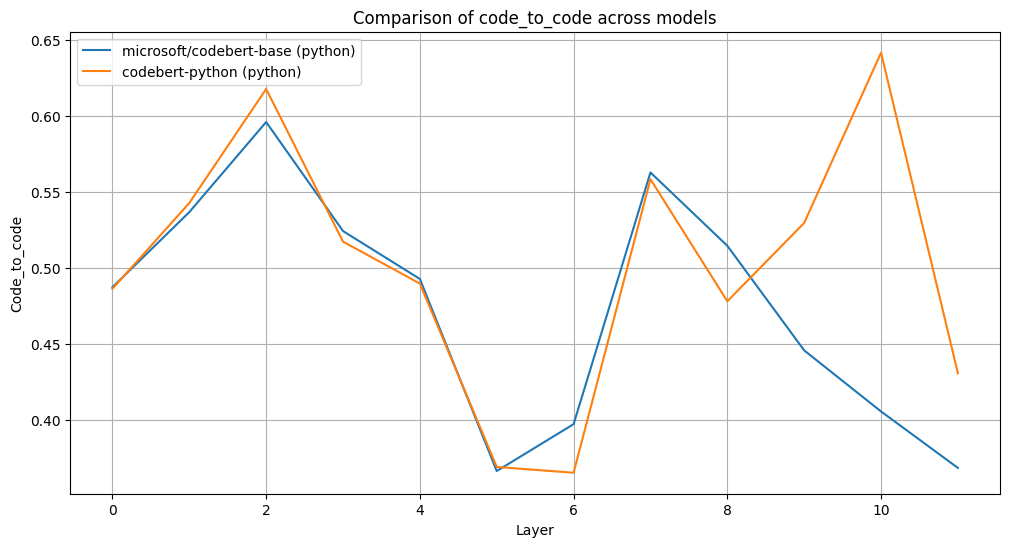 Comparison of code_to_code across models
microsoft/codebert-base (python)
codebert-python (python)
Code_to_code
0.65
0.60
0.55
0.50
0.45
0.40
0 2 4 6 8 10
Layer